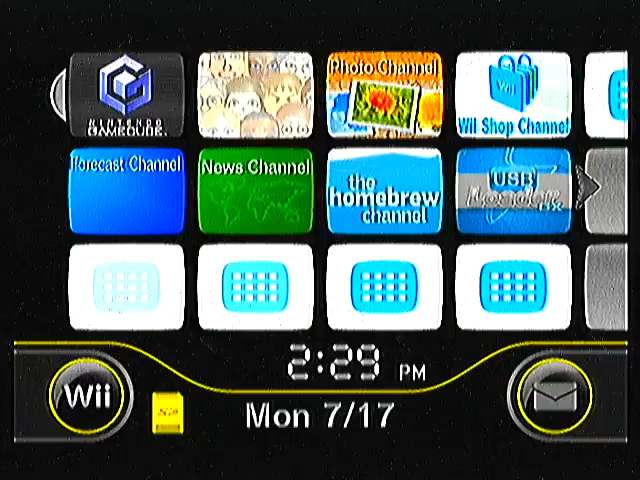 NINTENDO
GAMECUBE.
Photo Channel
Wii
Wii Shop Channel
Forecast Channel
News Channel
the
homebrew
channel
USB
Loader
GX
2:29 PM
Wii
Mon 7/17